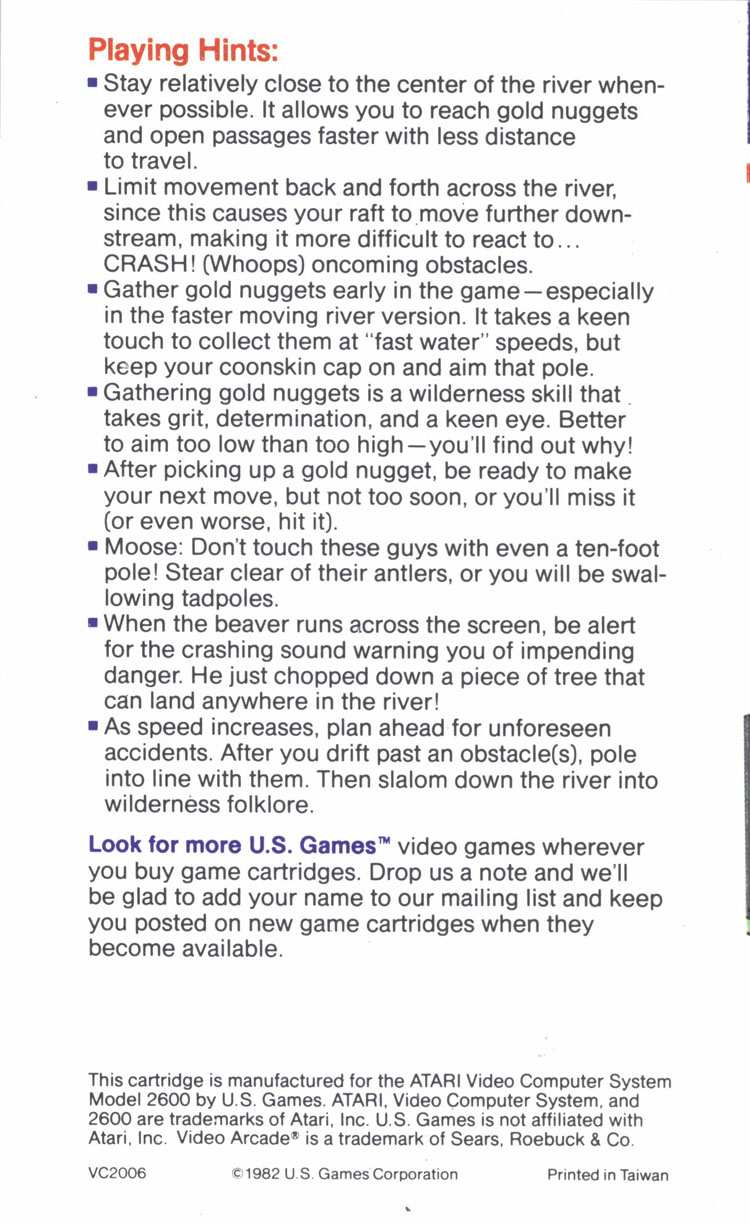 Playing Hints:
▪ Stay relatively close to the center of the river when-
ever possible. It allows you to reach gold nuggets
and open passages faster with less distance
to travel.
▪ Limit movement back and forth across the river,
since this causes your raft to move further down-
stream, making it more difficult to react to...
CRASH! (Whoops) oncoming obstacles.
▪ Gather gold nuggets early in the game—especially
in the faster moving river version. It takes a keen
touch to collect them at "fast water" speeds, but
keep your coonskin cap on and aim that pole.
▪ Gathering gold nuggets is a wilderness skill that
takes grit, determination, and a keen eye. Better
to aim too low than too high—you'll find out why!
▪ After picking up a gold nugget, be ready to make
your next move, but not too soon, or you'll miss it
(or even worse, hit it).
▪ Moose: Don't touch these guys with even a ten-foot
pole! Stear clear of their antlers, or you will be swal-
lowing tadpoles.
▪ When the beaver runs across the screen, be alert
for the crashing sound warning you of impending
danger. He just chopped down a piece of tree that
can land anywhere in the river!
▪ As speed increases, plan ahead for unforeseen
accidents. After you drift past an obstacle(s), pole
into line with them. Then slalom down the river into
wilderness folklore.
Look for more U.S. Games™ video games wherever
you buy game cartridges. Drop us a note and we'll
be glad to add your name to our mailing list and keep
you posted on new game cartridges when they
become available.
This cartridge is manufactured for the ATARI Video Computer System
Model 2600 by U.S. Games. ATARI, Video Computer System, and
2600 are trademarks of Atari, Inc. U.S. Games is not affiliated with
Atari, Inc. Video Arcade® is a trademark of Sears, Roebuck & Co.
VC2006 ©1982 U.S. Games Corporation Printed in Taiwan